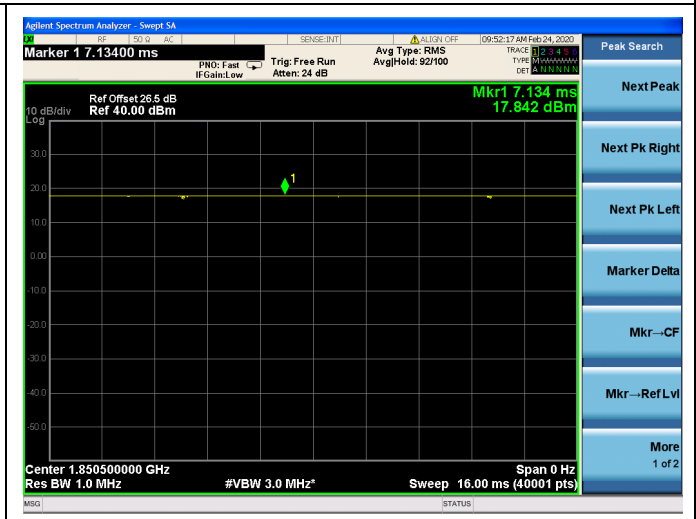 Agilent Spectrum Analyzer - Swept SA
LXI RF 50 Ω AC SENSE:INT ALIGN OFF 09:52:17 AM Feb 24, 2020
Marker 1 7.13400 ms
PNO: Fast
IFGain:Low
Trig: Free Run
Atten: 24 dB
Avg Type: RMS
Avg|Hold: 92/100
TRACE 1 2 3 4 5 6
TYPE M
DET A N N N N N
Peak Search
Next Peak
Next Pk Right
Next Pk Left
Marker Delta
Mkr→CF
Mkr→Ref Lvl
More
1 of 2
Mkr1 7.134 ms
17.842 dBm
Ref Offset 26.5 dB
10 dB/div Ref 40.00 dBm
Log
30.0
20.0
10.0
0.00
-10.0
-20.0
-30.0
-40.0
-50.0
1
Center 1.850500000 GHz Span 0 Hz
Res BW 1.0 MHz #VBW 3.0 MHz* Sweep 16.00 ms (40001 pts)
MSG STATUS